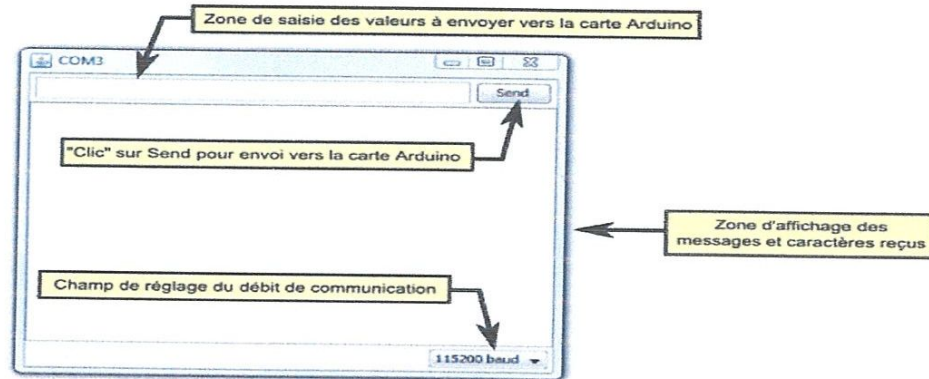 Zone de saisie des valeurs à envoyer vers la carte Arduino
COM3
Send
"Clic" sur Send pour envoi vers la carte Arduino
Zone d'affichage des
messages et caractères reçus
Champ de réglage du débit de communication
115200 baud